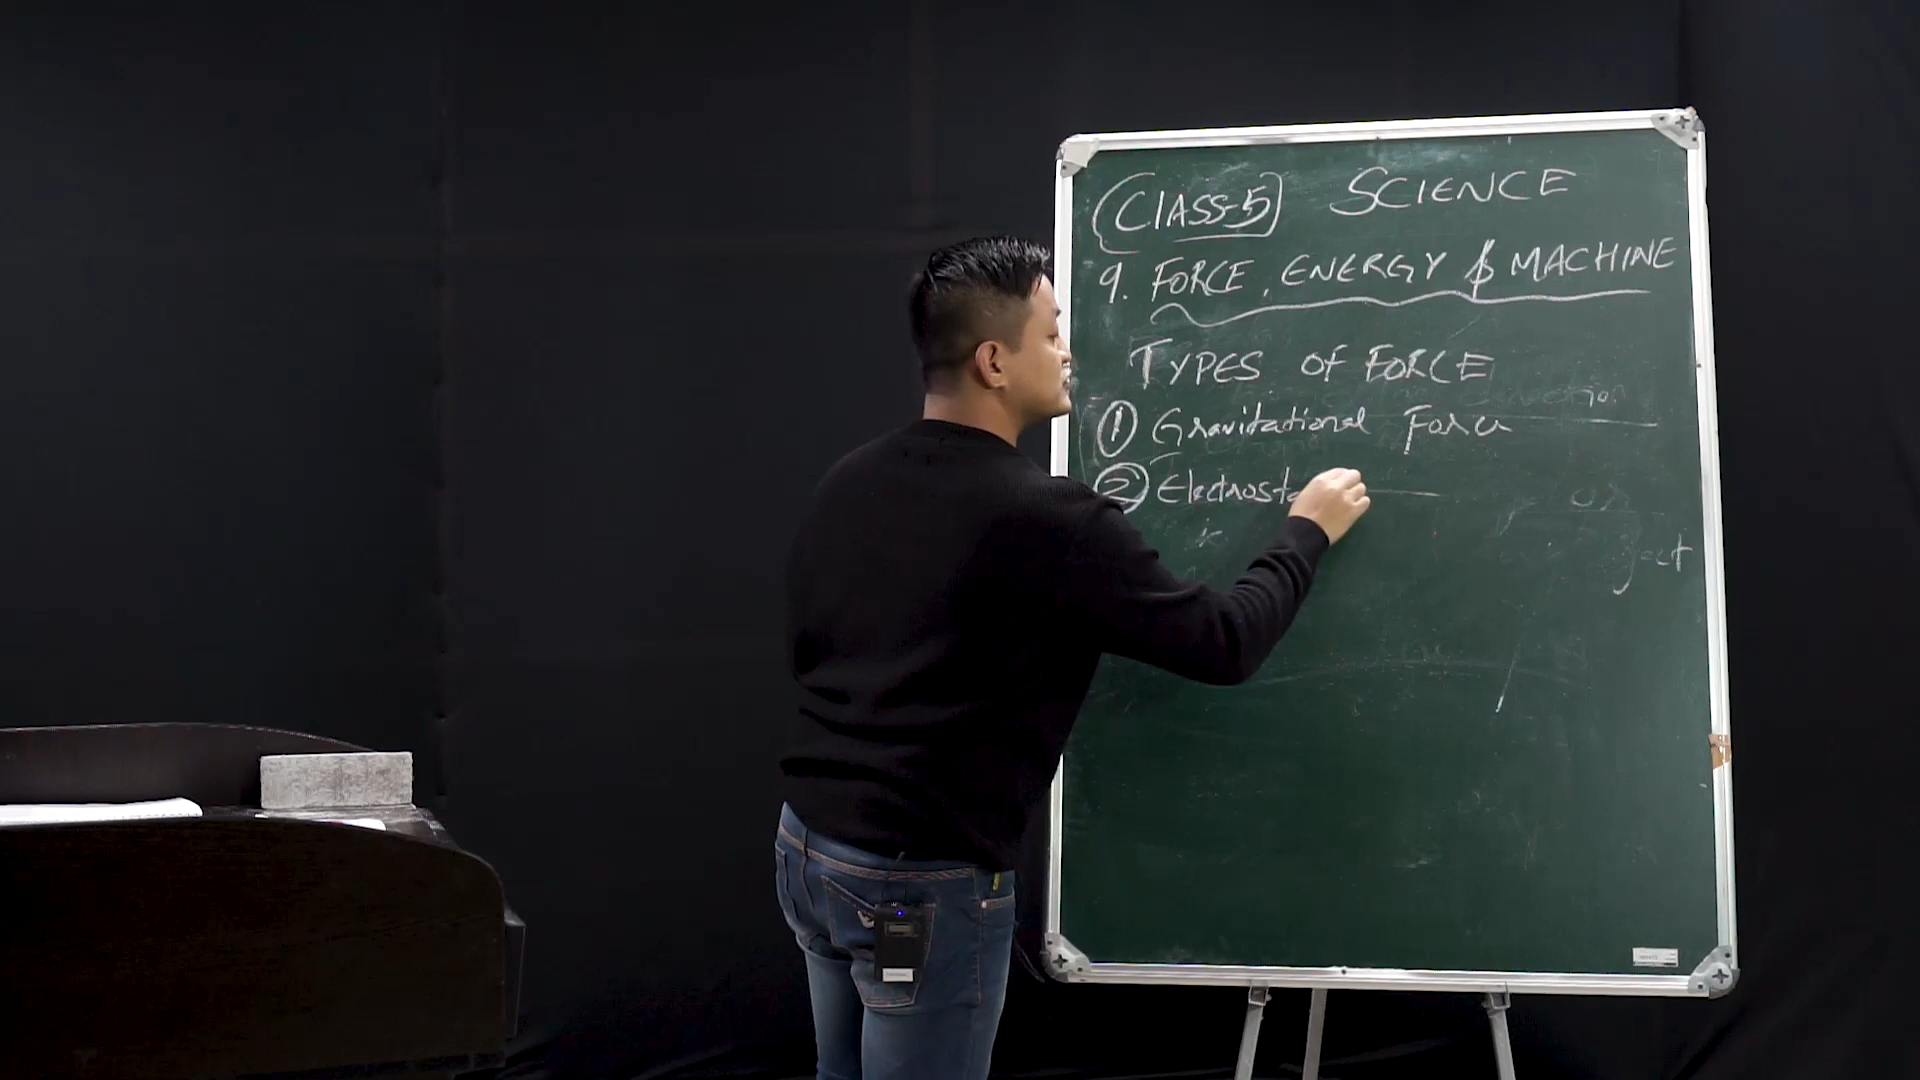 CLASS-5 SCIENCE
9. FORCE, ENERGY & MACHINE
TYPES OF FORCE
① Gravitational Force
② Electrosta